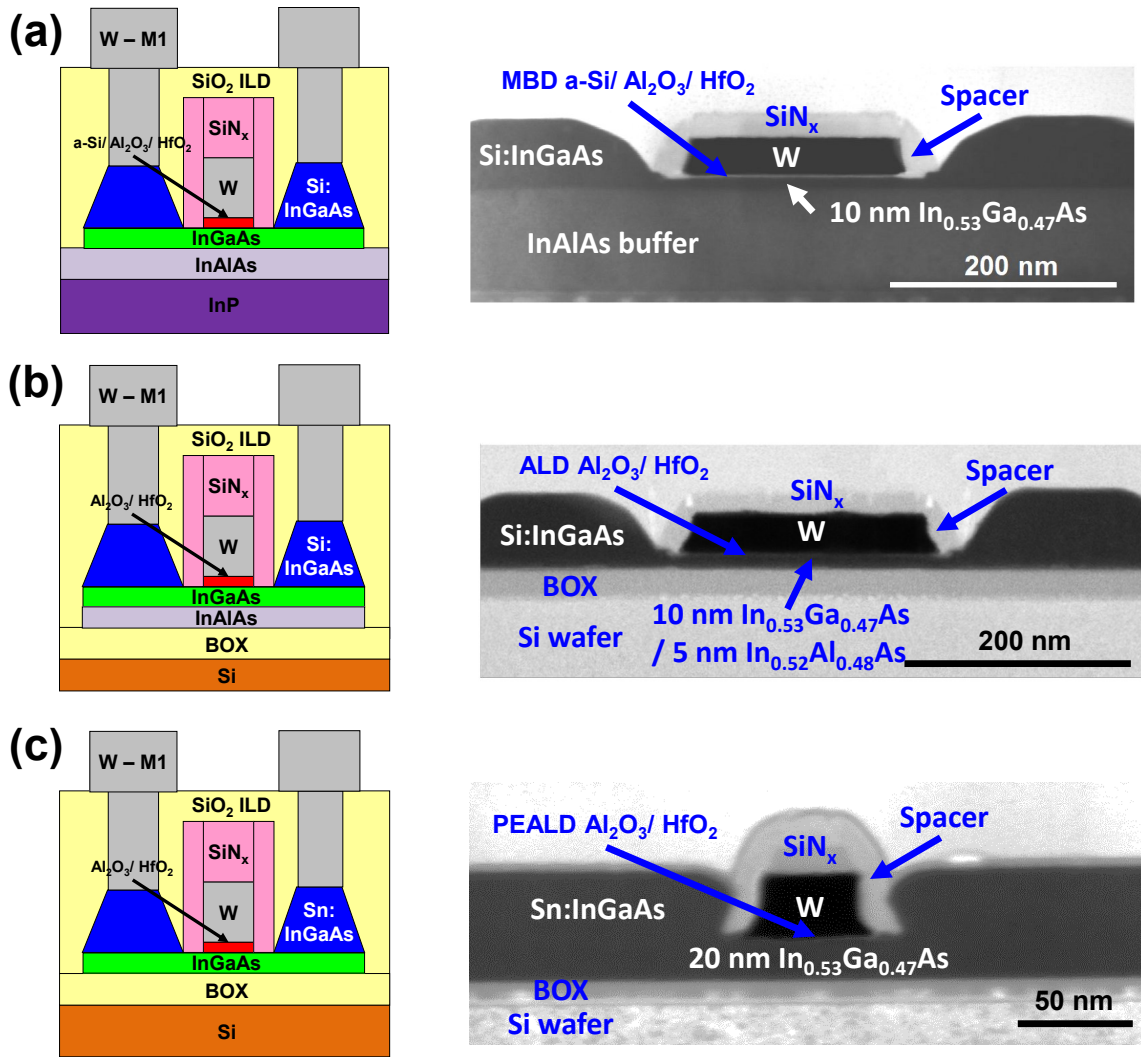 (a)
W – M1
SiO₂ ILD
SiNₓ
a-Si/ Al₂O₃/ HfO₂
W
Si:
InGaAs
InGaAs
InAlAs
InP
MBD a-Si/ Al₂O₃/ HfO₂
Spacer
SiNₓ
Si:InGaAs
W
10 nm In₀.₅₃Ga₀.₄₇As
InAlAs buffer
200 nm
(b)
W – M1
SiO₂ ILD
SiNₓ
Al₂O₃/ HfO₂
W
Si:
InGaAs
InGaAs
InAlAs
BOX
Si
ALD Al₂O₃/ HfO₂
SiNₓ
Spacer
Si:InGaAs
W
BOX
10 nm In₀.₅₃Ga₀.₄₇As
/ 5 nm In₀.₅₂Al₀.₄₈As
Si wafer
200 nm
(c)
W – M1
SiO₂ ILD
SiNₓ
Al₂O₃/ HfO₂
W
Sn:
InGaAs
InGaAs
BOX
Si
PEALD Al₂O₃/ HfO₂
Spacer
SiNₓ
Sn:InGaAs
W
20 nm In₀.₅₃Ga₀.₄₇As
BOX
Si wafer
50 nm